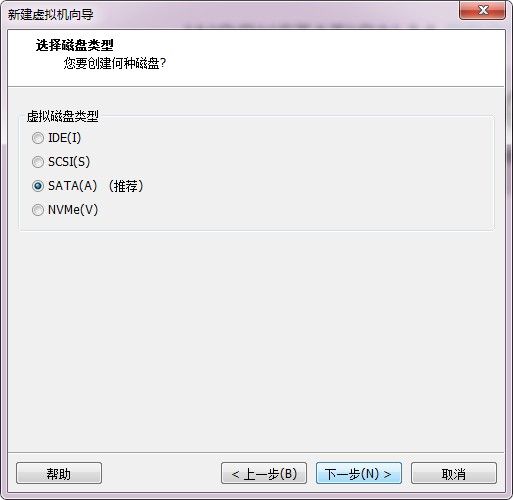 新建虚拟机向导
选择磁盘类型
您要创建何种磁盘?
虚拟磁盘类型
IDE(I)
SCSI(S)
SATA(A) （推荐）
NVMe(V)
帮助
< 上一步(B)
下一步(N) >
取消